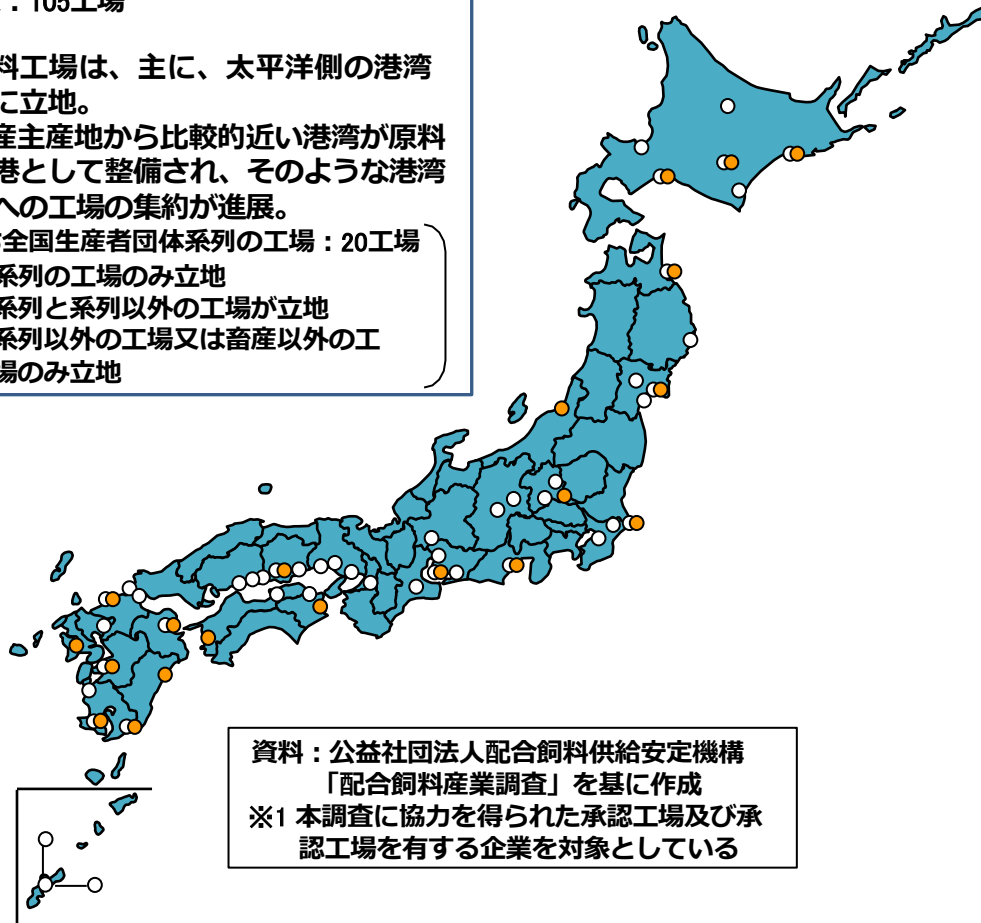 ：105工場
料工場は、主に、太平洋側の港湾
に立地。
産主産地から比較的近い港湾が原料
港として整備され、そのような港湾
への工場の集約が進展。
全国生産者団体系列の工場：20工場
系列の工場のみ立地
系列と系列以外の工場が立地
系列以外の工場又は畜産以外の工
場のみ立地
資料：公益社団法人配合飼料供給安定機構
「配合飼料産業調査」を基に作成
※1 本調査に協力を得られた承認工場及び承
認工場を有する企業を対象としている